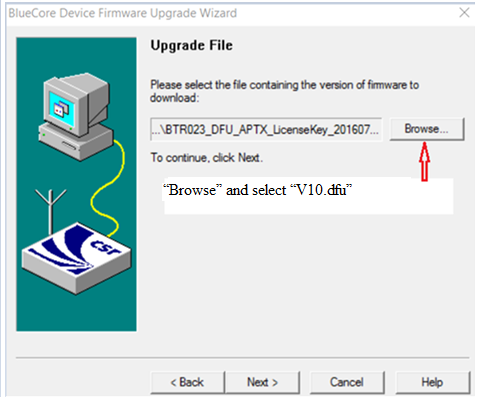 BlueCore Device Firmware Upgrade Wizard
Upgrade File
Please select the file containing the version of firmware to
download:
...\BTR023_DFU_APTX_LicenseKey_201607...
Browse...
To continue, click Next.
“Browse” and select “V10.dfu”
csr
< Back
Next >
Cancel
Help